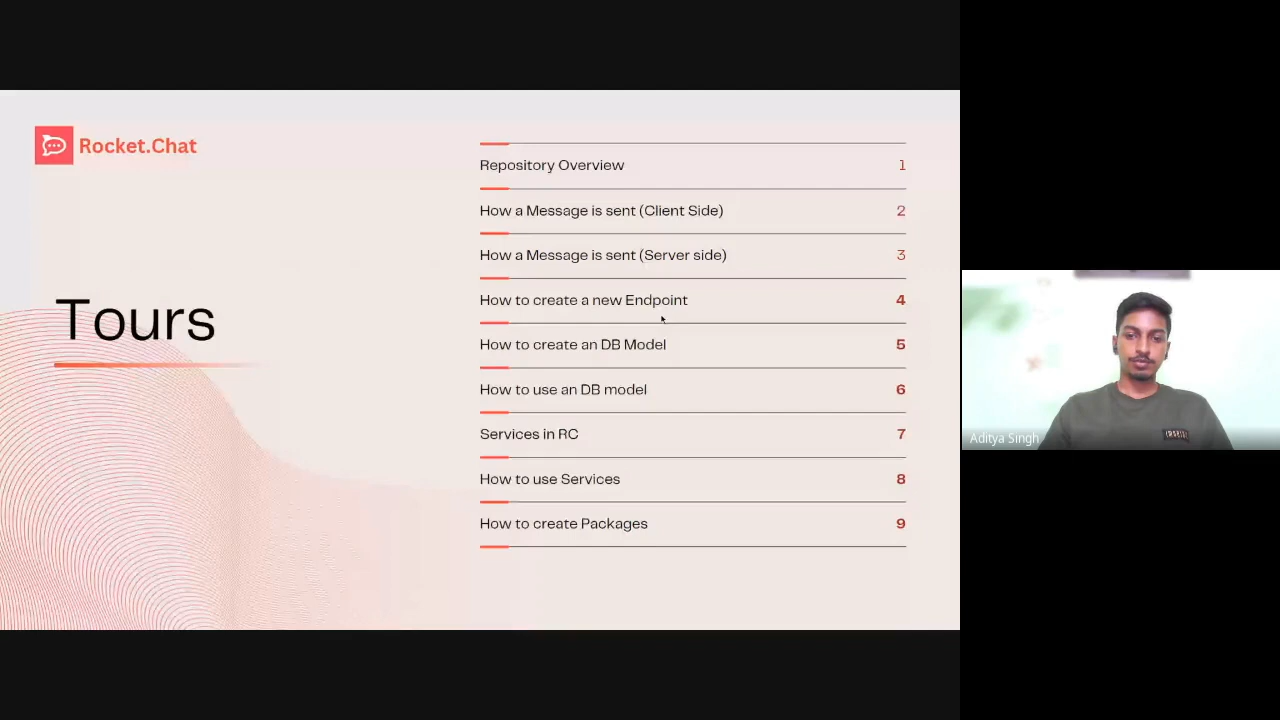 Rocket.Chat
Tours
Repository Overview 1
How a Message is sent (Client Side) 2
How a Message is sent (Server side) 3
How to create a new Endpoint 4
How to create an DB Model 5
How to use an DB model 6
Services in RC 7
How to use Services 8
How to create Packages 9
Aditya Singh